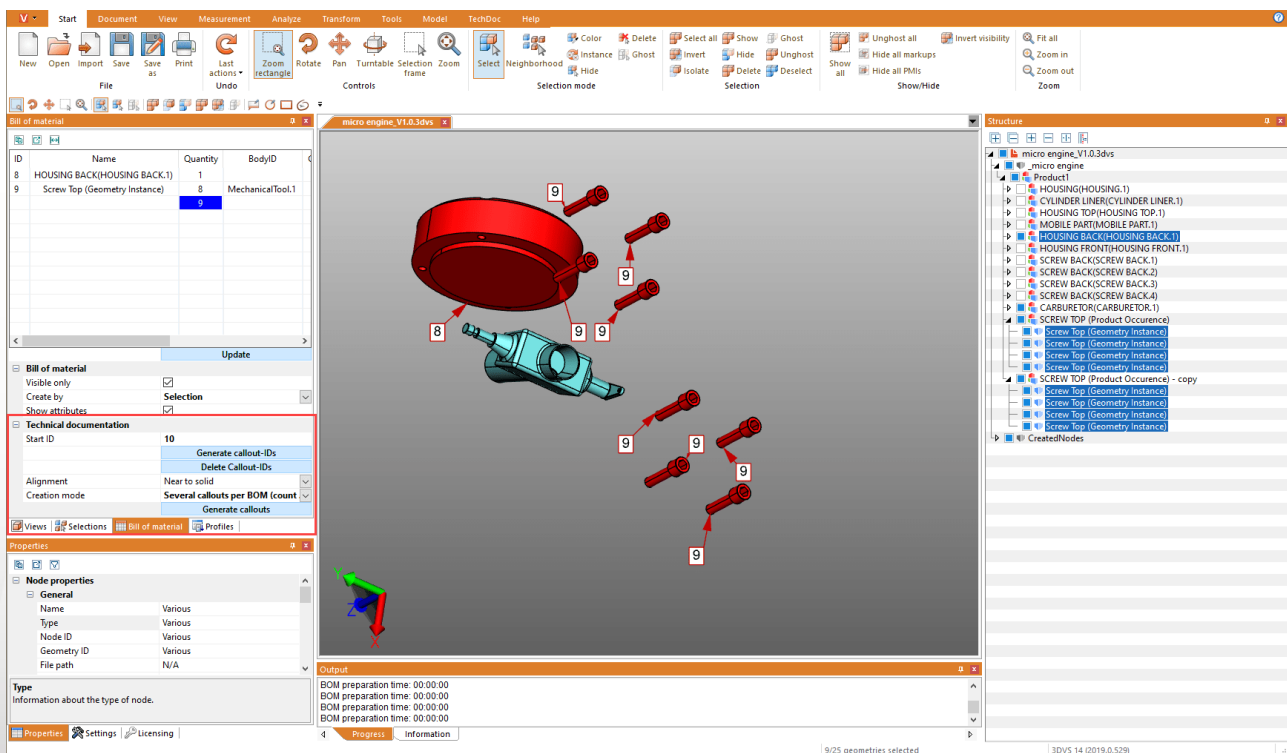 V Start Document View Measurement Analyze Transform Tools Model TechDoc Help
New Open Import Save Save as Print
File
Last actions
Undo
Zoom rectangle Rotate Pan Turntable Selection frame Zoom
Controls
Select Neighborhood
Color Delete
Instance Ghost
Hide
Selection mode
Select all Show Ghost
Invert Hide Unghost
Isolate Delete Deselect
Selection
Show all
Unghost all Invert visibility
Hide all markups
Hide all PMIs
Show/Hide
Fit all
Zoom in
Zoom out
Zoom
Bill of material
ID Name Quantity BodyID
8 HOUSING BACK(HOUSING BACK.1) 1
9 Screw Top (Geometry Instance) 8 MechanicalTool.1
9
Update
Bill of material
Visible only
Create by Selection
Show attributes
Technical documentation
Start ID 10
Generate callout-IDs
Delete Callout-IDs
Alignment Near to solid
Creation mode Several callouts per BOM (count
Generate callouts
Views Selections Bill of material Profiles
Properties
Node properties
General
Name Various
Type Various
Node ID Various
Geometry ID Various
File path N/A
Type
Information about the type of node.
Properties Settings Licensing
micro engine_V1.0.3dvs
9
9
9
8
9
9
9
9
9
9
Y
Z
X
Output
BOM preparation time: 00:00:00
BOM preparation time: 00:00:00
BOM preparation time: 00:00:00
BOM preparation time: 00:00:00
Progress Information
Structure
micro engine_V1.0.3dvs
_micro engine
Product1
HOUSING(HOUSING.1)
CYLINDER LINER(CYLINDER LINER.1)
HOUSING TOP(HOUSING TOP.1)
MOBILE PART(MOBILE PART.1)
HOUSING BACK(HOUSING BACK.1)
HOUSING FRONT(HOUSING FRONT.1)
SCREW BACK(SCREW BACK.1)
SCREW BACK(SCREW BACK.2)
SCREW BACK(SCREW BACK.3)
SCREW BACK(SCREW BACK.4)
CARBURETOR(CARBURETOR.1)
SCREW TOP (Product Occurence)
Screw Top (Geometry Instance)
Screw Top (Geometry Instance)
Screw Top (Geometry Instance)
Screw Top (Geometry Instance)
SCREW TOP (Product Occurence) - copy
Screw Top (Geometry Instance)
Screw Top (Geometry Instance)
Screw Top (Geometry Instance)
Screw Top (Geometry Instance)
CreatedNodes
9/25 geometries selected
3DVS 14 (2019.0.529)